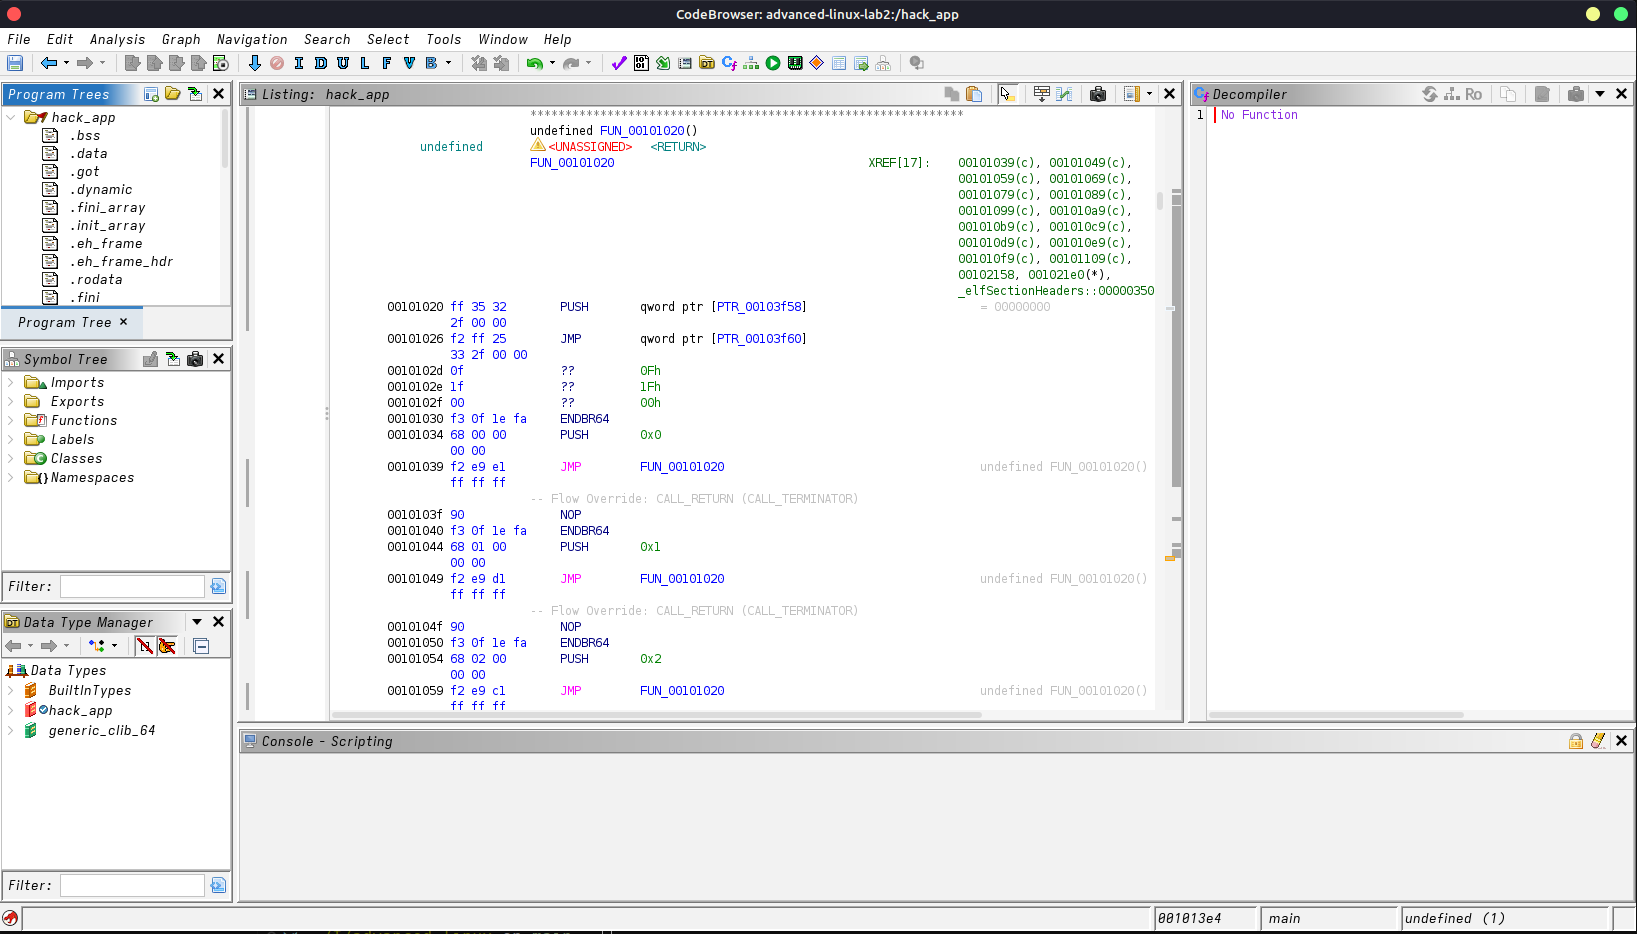 CodeBrowser: advanced-linux-lab2:/hack_app
File Edit Analysis Graph Navigation Search Select Tools Window Help
I D U L F V B
Program Trees
hack_app
.bss
.data
.got
.dynamic
.fini_array
.init_array
.eh_frame
.eh_frame_hdr
.rodata
.fini
Program Tree ×
Symbol Tree
Imports
Exports
Functions
Labels
Classes
Namespaces
Filter:
Data Type Manager
Data Types
BuiltInTypes
hack_app
generic_clib_64
Filter:
Listing: hack_app
**************************************************************
undefined FUN_00101020()
undefined <UNASSIGNED> <RETURN>
FUN_00101020 XREF[17]: 00101039(c), 00101049(c),
00101059(c), 00101069(c),
00101079(c), 00101089(c),
00101099(c), 001010a9(c),
001010b9(c), 001010c9(c),
001010d9(c), 001010e9(c),
001010f9(c), 00101109(c),
00102158, 001021e0(*),
_elfSectionHeaders::00000350
00101020 ff 35 32 PUSH qword ptr [PTR_00103f58] = 00000000
2f 00 00
00101026 f2 ff 25 JMP qword ptr [PTR_00103f60]
33 2f 00 00
0010102d 0f ?? 0Fh
0010102e 1f ?? 1Fh
0010102f 00 ?? 00h
00101030 f3 0f 1e fa ENDBR64
00101034 68 00 00 PUSH 0x0
00 00
00101039 f2 e9 e1 JMP FUN_00101020 undefined FUN_00101020()
ff ff ff
-- Flow Override: CALL_RETURN (CALL_TERMINATOR)
0010103f 90 NOP
00101040 f3 0f 1e fa ENDBR64
00101044 68 01 00 PUSH 0x1
00 00
00101049 f2 e9 d1 JMP FUN_00101020 undefined FUN_00101020()
ff ff ff
-- Flow Override: CALL_RETURN (CALL_TERMINATOR)
0010104f 90 NOP
00101050 f3 0f 1e fa ENDBR64
00101054 68 02 00 PUSH 0x2
00 00
00101059 f2 e9 c1 JMP FUN_00101020 undefined FUN_00101020()
ff ff ff
Decompiler
Ro
1 No Function
Console - Scripting
001013e4 main undefined (1)